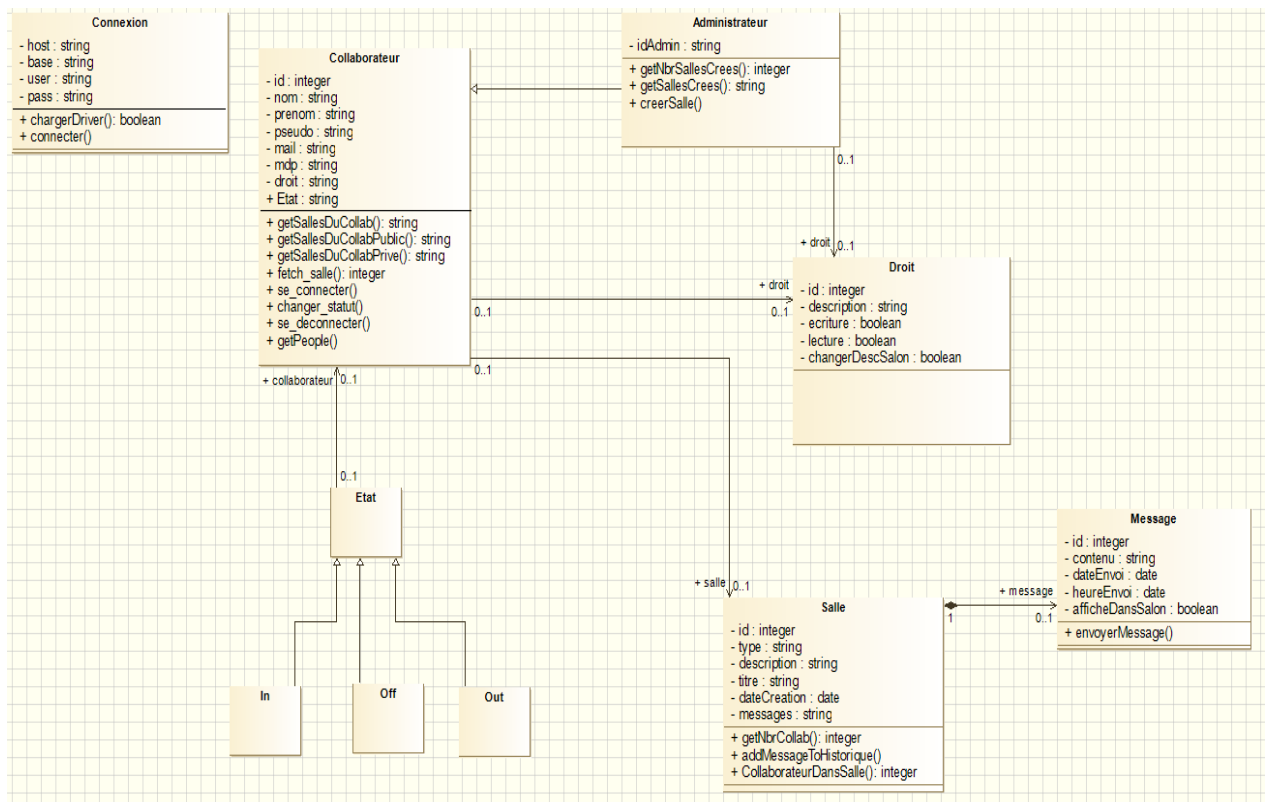 Connexion
- host : string
- base : string
- user : string
- pass : string
+ chargerDriver(): boolean
+ connecter()
Collaborateur
- id : integer
- nom : string
- prenom : string
- pseudo : string
- mail : string
- mdp : string
- droit : string
+ Etat : string
+ getSallesDuCollab(): string
+ getSallesDuCollabPublic(): string
+ getSallesDuCollabPrive(): string
+ fetch_salle(): integer
+ se_connecter()
+ changer_statut()
+ se_deconnecter()
+ getPeople()
Administrateur
- idAdmin : string
+ getNbrSallesCrees(): integer
+ getSallesCrees(): string
+ creerSalle()
0..1
+ droit
0..1
Droit
- id : integer
- description : string
- ecriture : boolean
- lecture : boolean
- changerDescSalon : boolean
+ droit
0..1
0..1
0..1
+ collaborateur
0..1
0..1
Etat
In
Off
Out
+ salle
0..1
Salle
- id : integer
- type : string
- description : string
- titre : string
- dateCreation : date
- messages : string
+ getNbrCollab(): integer
+ addMessageToHistorique()
+ CollaborateurDansSalle(): integer
1
+ message
0..1
Message
- id : integer
- contenu : string
- dateEnvoi : date
- heureEnvoi : date
- afficheDansSalon : boolean
+ envoyerMessage()